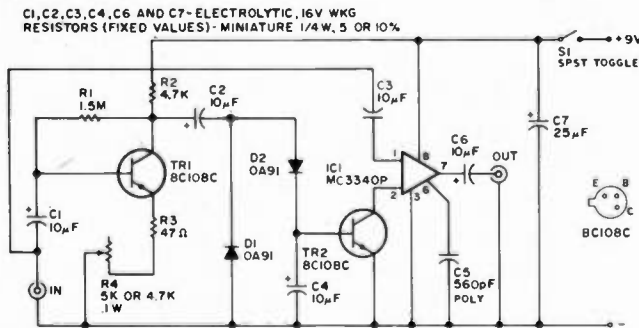 C1,C2,C3,C4,C6 AND C7-ELECTROLYTIC, 16V WKG
RESISTORS (FIXED VALUES)- MINIATURE 1/4W, 5 OR 10%
+9V
S1
SPST TOGGLE
R1
1.5M
R2
4.7K
C2
10µF
+
C3
10µF
C7
25µF
+
TR1
8C108C
D2
OA91
IC1
MC3340P
1
8
7
2
6
3
C6
10µF
+
OUT
E
B
C
BC108C
C1
10µF
+
R3
47Ω
D1
OA91
TR2
8C108C
C5
560pF
POLY
IN
R4
5K OR 4.7K
.1W
C4
10µF
+
-